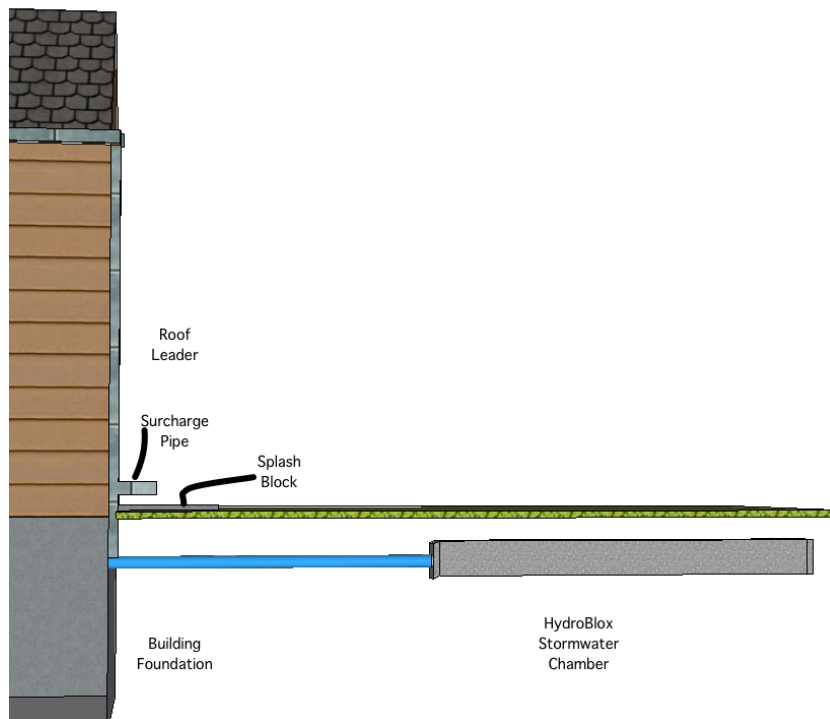 Roof
Leader
Surcharge
Pipe
Splash
Block
Building
Foundation
HydroBlox
Stormwater
Chamber